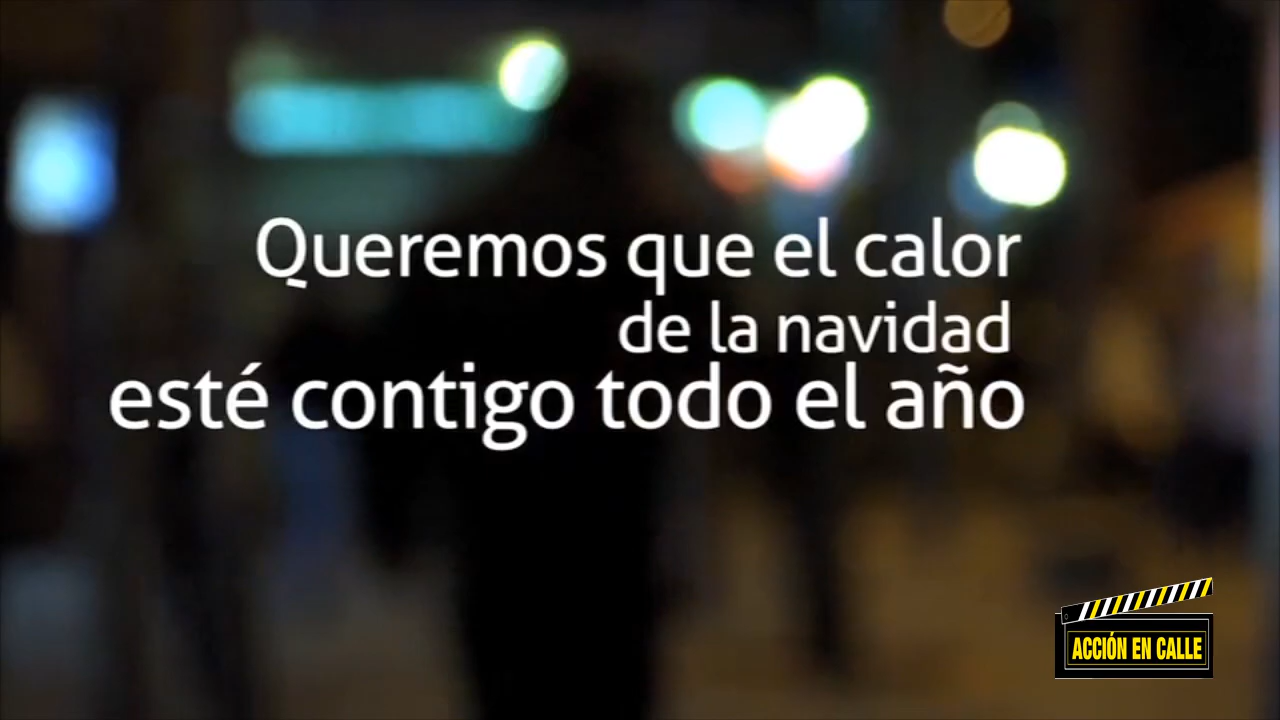 Queremos que el calor
de la navidad
esté contigo todo el año
ACCIÓN EN CALLE